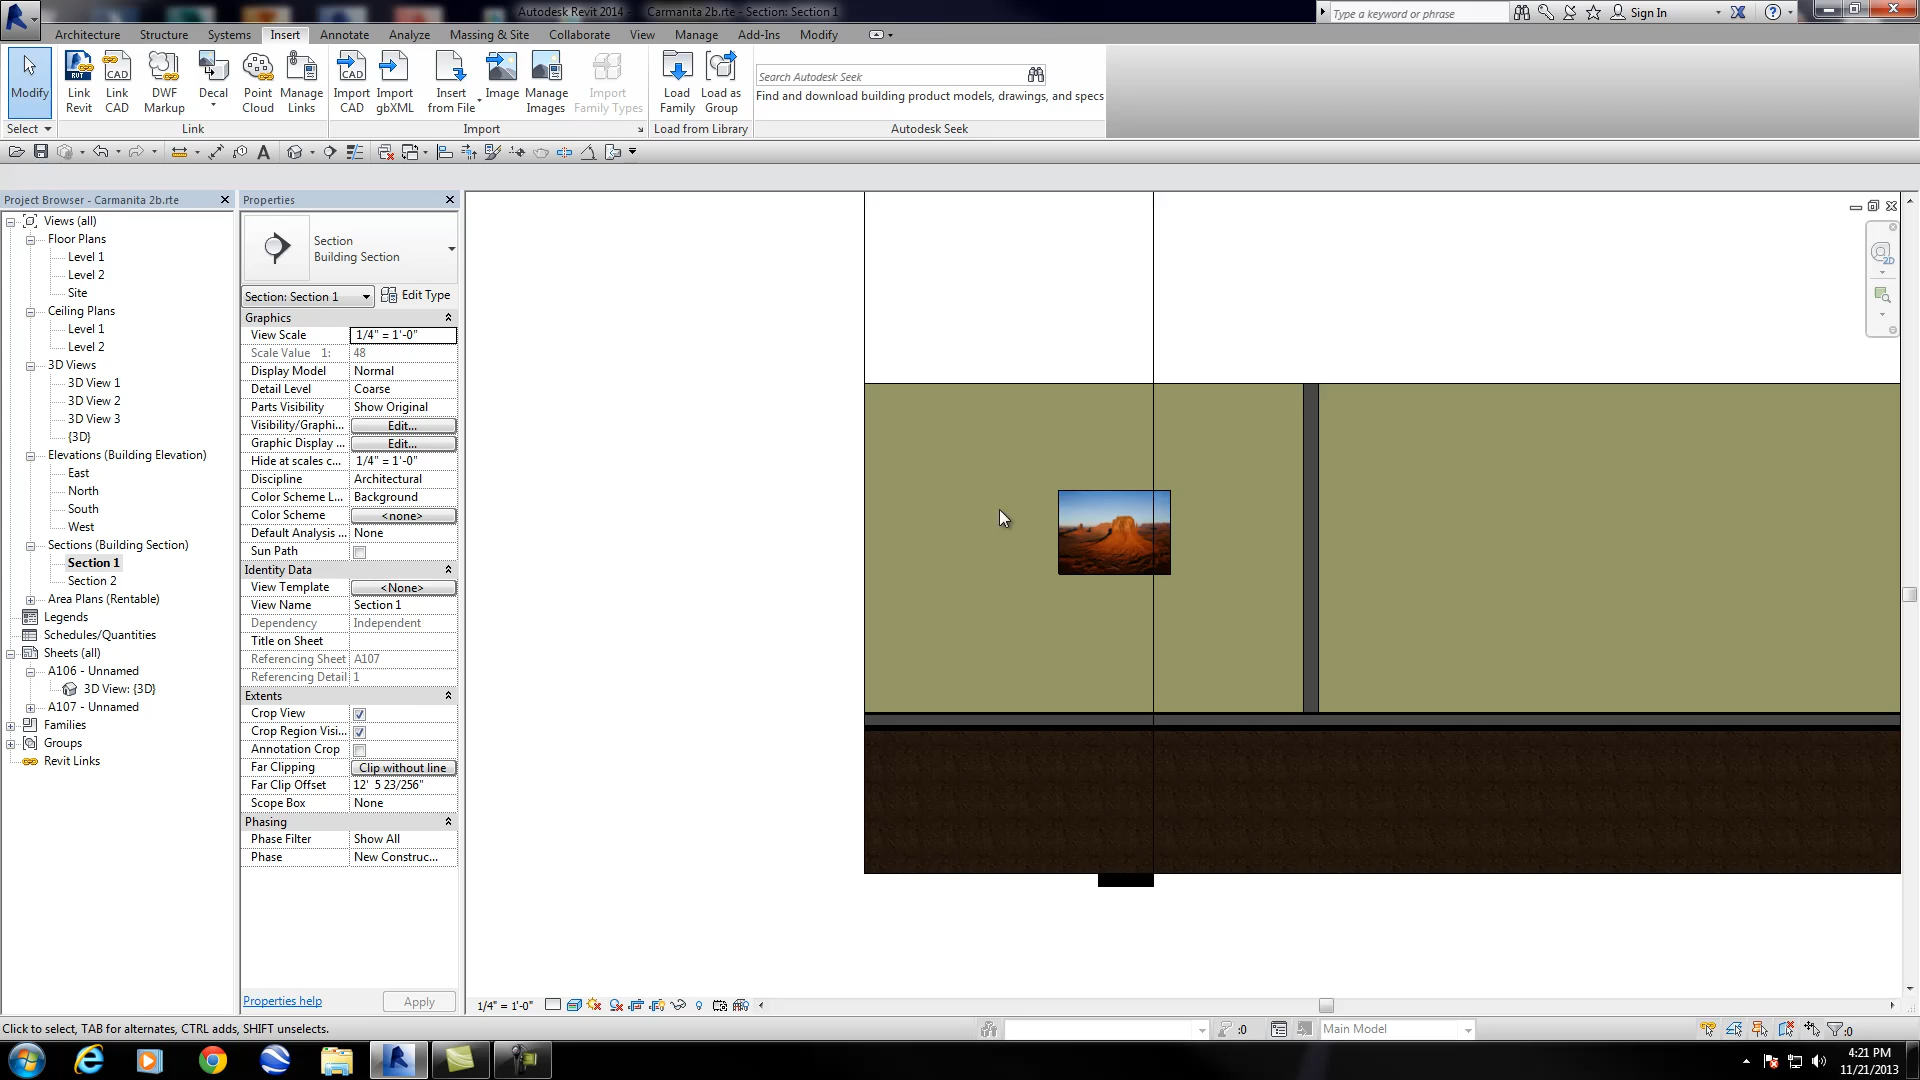 Autodesk Revit 2014 - Carmanita 2b.rte - Section: Section 1
Type a keyword or phrase
Sign In
Architecture Structure Systems Insert Annotate Analyze Massing & Site Collaborate View Manage Add-Ins Modify
Modify
Link Revit
Link CAD
DWF Markup
Decal
Point Cloud
Manage Links
Import CAD
Import gbXML
Insert from File
Image
Manage Images
Import Family Types
Load Family
Load as Group
Search Autodesk Seek
Find and download building product models, drawings, and specs
Select
Link
Import
Load from Library
Autodesk Seek
Project Browser - Carmanita 2b.rte
Views (all)
Floor Plans
Level 1
Level 2
Site
Ceiling Plans
Level 1
Level 2
3D Views
3D View 1
3D View 2
3D View 3
{3D}
Elevations (Building Elevation)
East
North
South
West
Sections (Building Section)
Section 1
Section 2
Area Plans (Rentable)
Legends
Schedules/Quantities
Sheets (all)
A106 - Unnamed
3D View: {3D}
A107 - Unnamed
Families
Groups
Revit Links
Properties
Section
Building Section
Section: Section 1
Edit Type
Graphics
View Scale 1/4" = 1'-0"
Scale Value 1: 48
Display Model Normal
Detail Level Coarse
Parts Visibility Show Original
Visibility/Graphi... Edit...
Graphic Display ... Edit...
Hide at scales c... 1/4" = 1'-0"
Discipline Architectural
Color Scheme L... Background
Color Scheme <none>
Default Analysis ... None
Sun Path
Identity Data
View Template <None>
View Name Section 1
Dependency Independent
Title on Sheet
Referencing Sheet A107
Referencing Detail 1
Extents
Crop View
Crop Region Visi...
Annotation Crop
Far Clipping Clip without line
Far Clip Offset 12' 5 23/256"
Scope Box None
Phasing
Phase Filter Show All
Phase New Construc...
Properties help
Apply
2D
1/4" = 1'-0"
Click to select, TAB for alternates, CTRL adds, SHIFT unselects.
:0
Main Model
:0
4:21 PM
11/21/2013